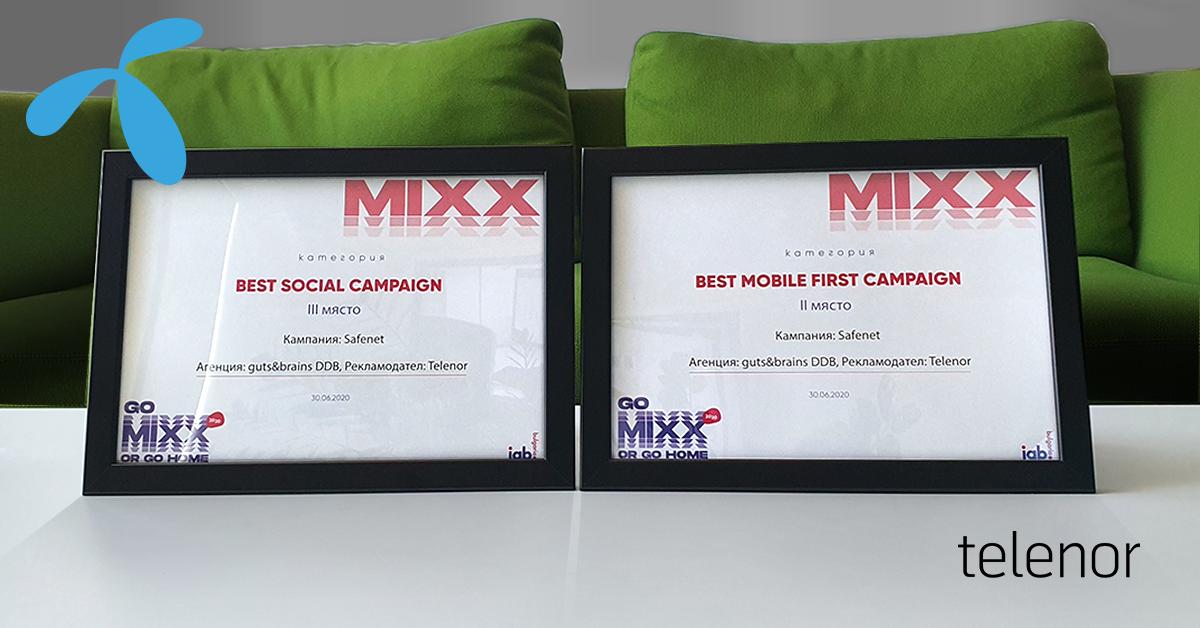 MIXX
категория
BEST SOCIAL CAMPAIGN
III място
Кампания: Safenet
Агенция: guts&brains DDB, Рекламодател: Telenor
30.06.2020
GO
MIXX
2020
OR GO HOME
iab.
bulgaria
MIXX
категория
BEST MOBILE FIRST CAMPAIGN
II място
Кампания: Safenet
Агенция: guts&brains DDB, Рекламодател: Telenor
30.06.2020
GO
MIXX
2020
OR GO HOME
iab.
bulgaria
telenor